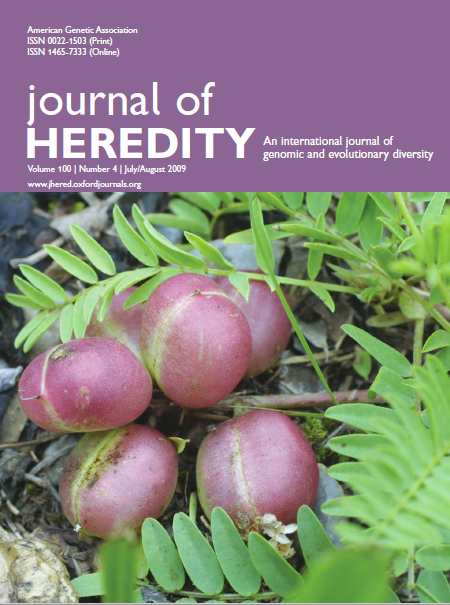 American Genetic Association
ISSN 0022-1503 (Print)
ISSN 1465-7333 (Online)
journal of
HEREDITY
An international journal of
genomic and evolutionary diversity
Volume 100 | Number 4 | July/August 2009
www.jhered.oxfordjournals.org